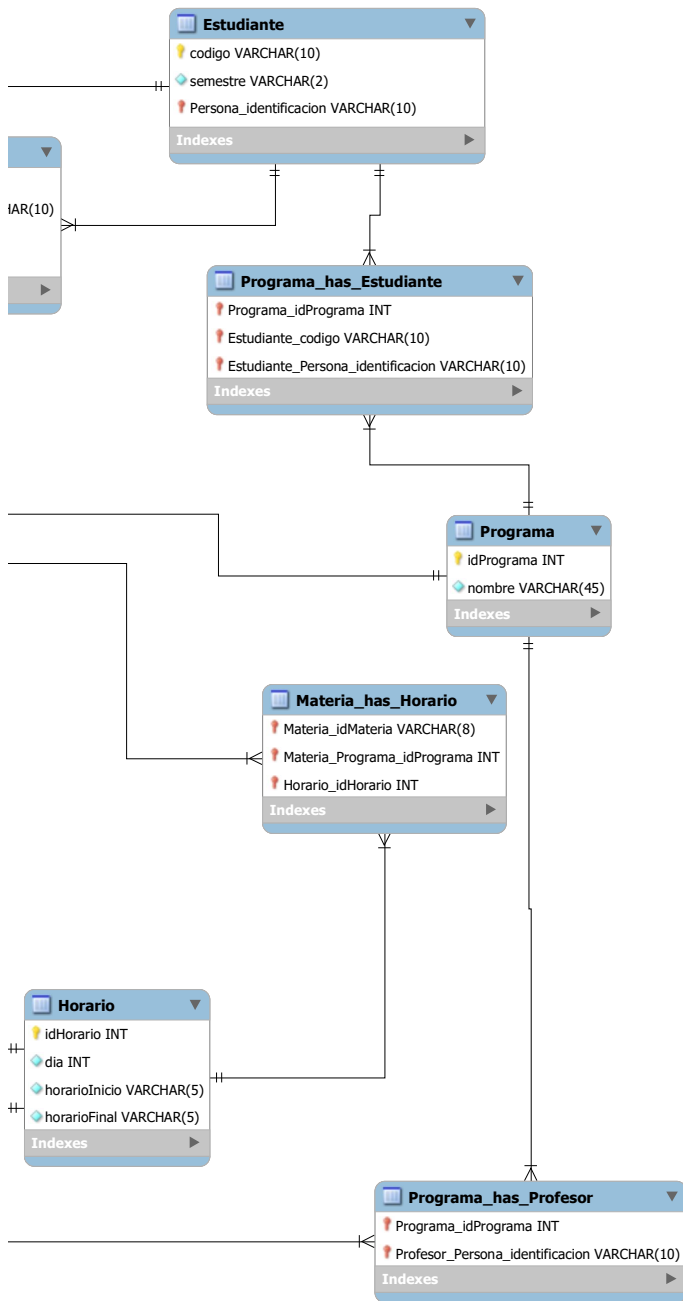 Estudiante
codigo VARCHAR(10)
semestre VARCHAR(2)
Persona_identificacion VARCHAR(10)
Indexes
Programa_has_Estudiante
Programa_idPrograma INT
Estudiante_codigo VARCHAR(10)
Estudiante_Persona_identificacion VARCHAR(10)
Indexes
Programa
idPrograma INT
nombre VARCHAR(45)
Indexes
Materia_has_Horario
Materia_idMateria VARCHAR(8)
Materia_Programa_idPrograma INT
Horario_idHorario INT
Indexes
Horario
idHorario INT
dia INT
horarioInicio VARCHAR(5)
horarioFinal VARCHAR(5)
Indexes
Programa_has_Profesor
Programa_idPrograma INT
Profesor_Persona_identificacion VARCHAR(10)
Indexes